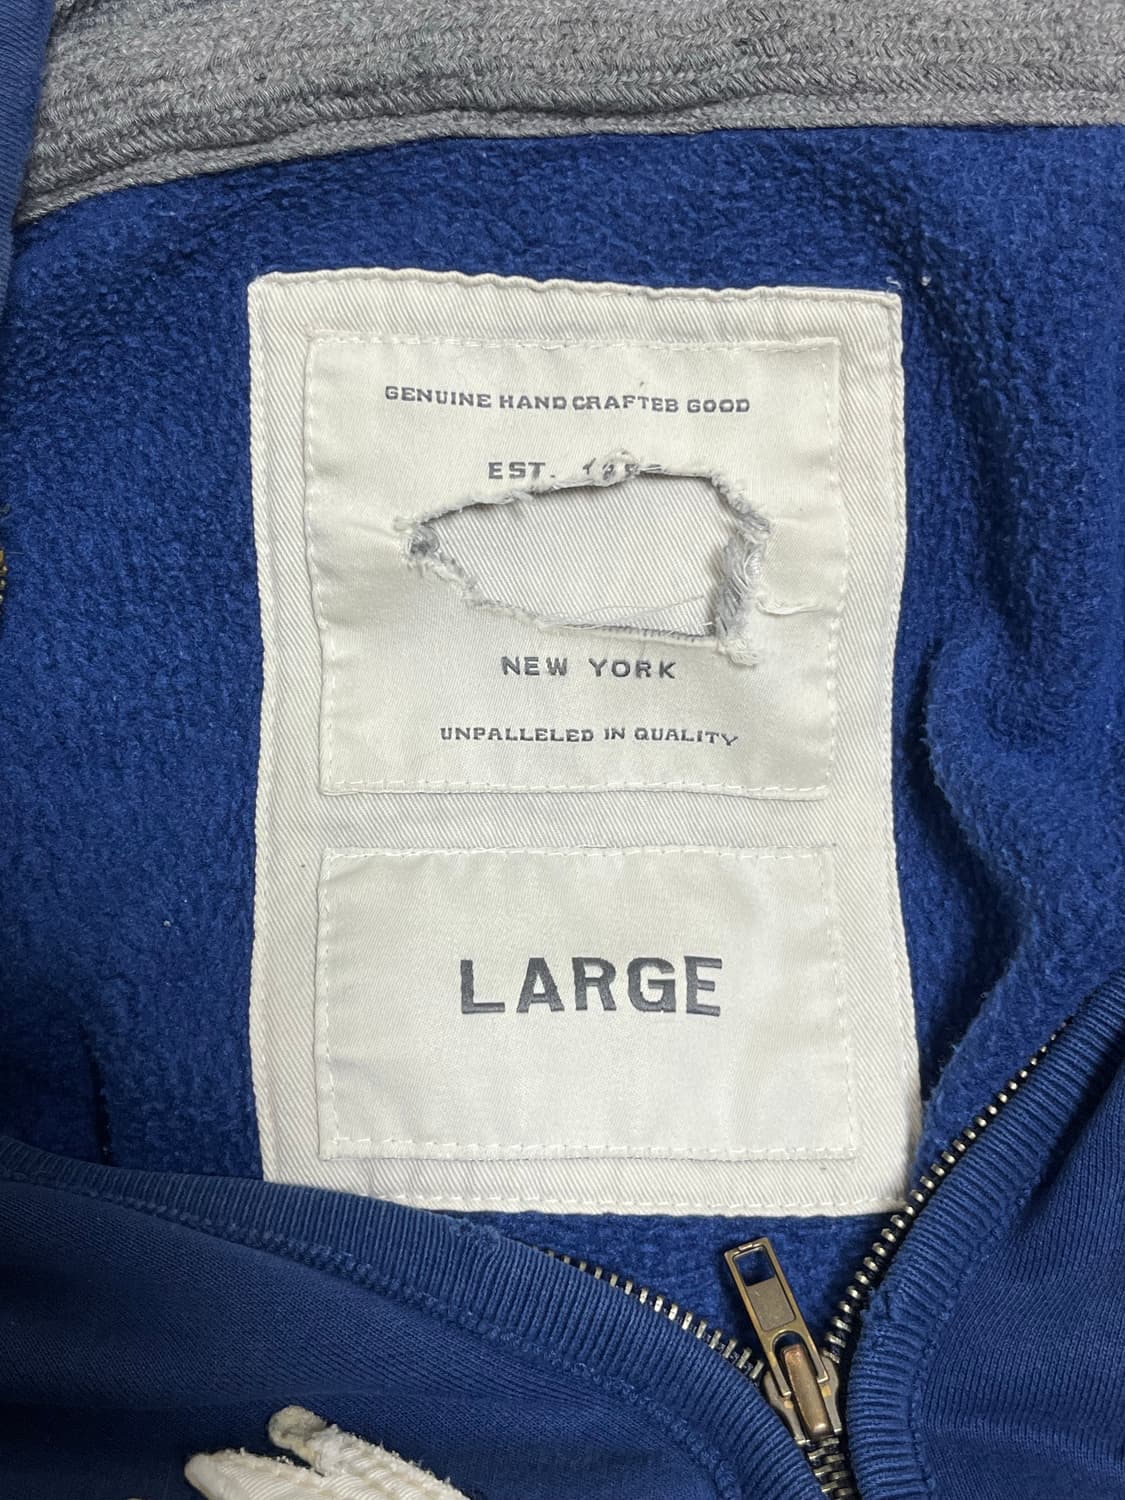 GENUINE HAND CRAFTEB GOOD
EST.
NEW YORK
UNPALLELED IN QUALITY
LARGE